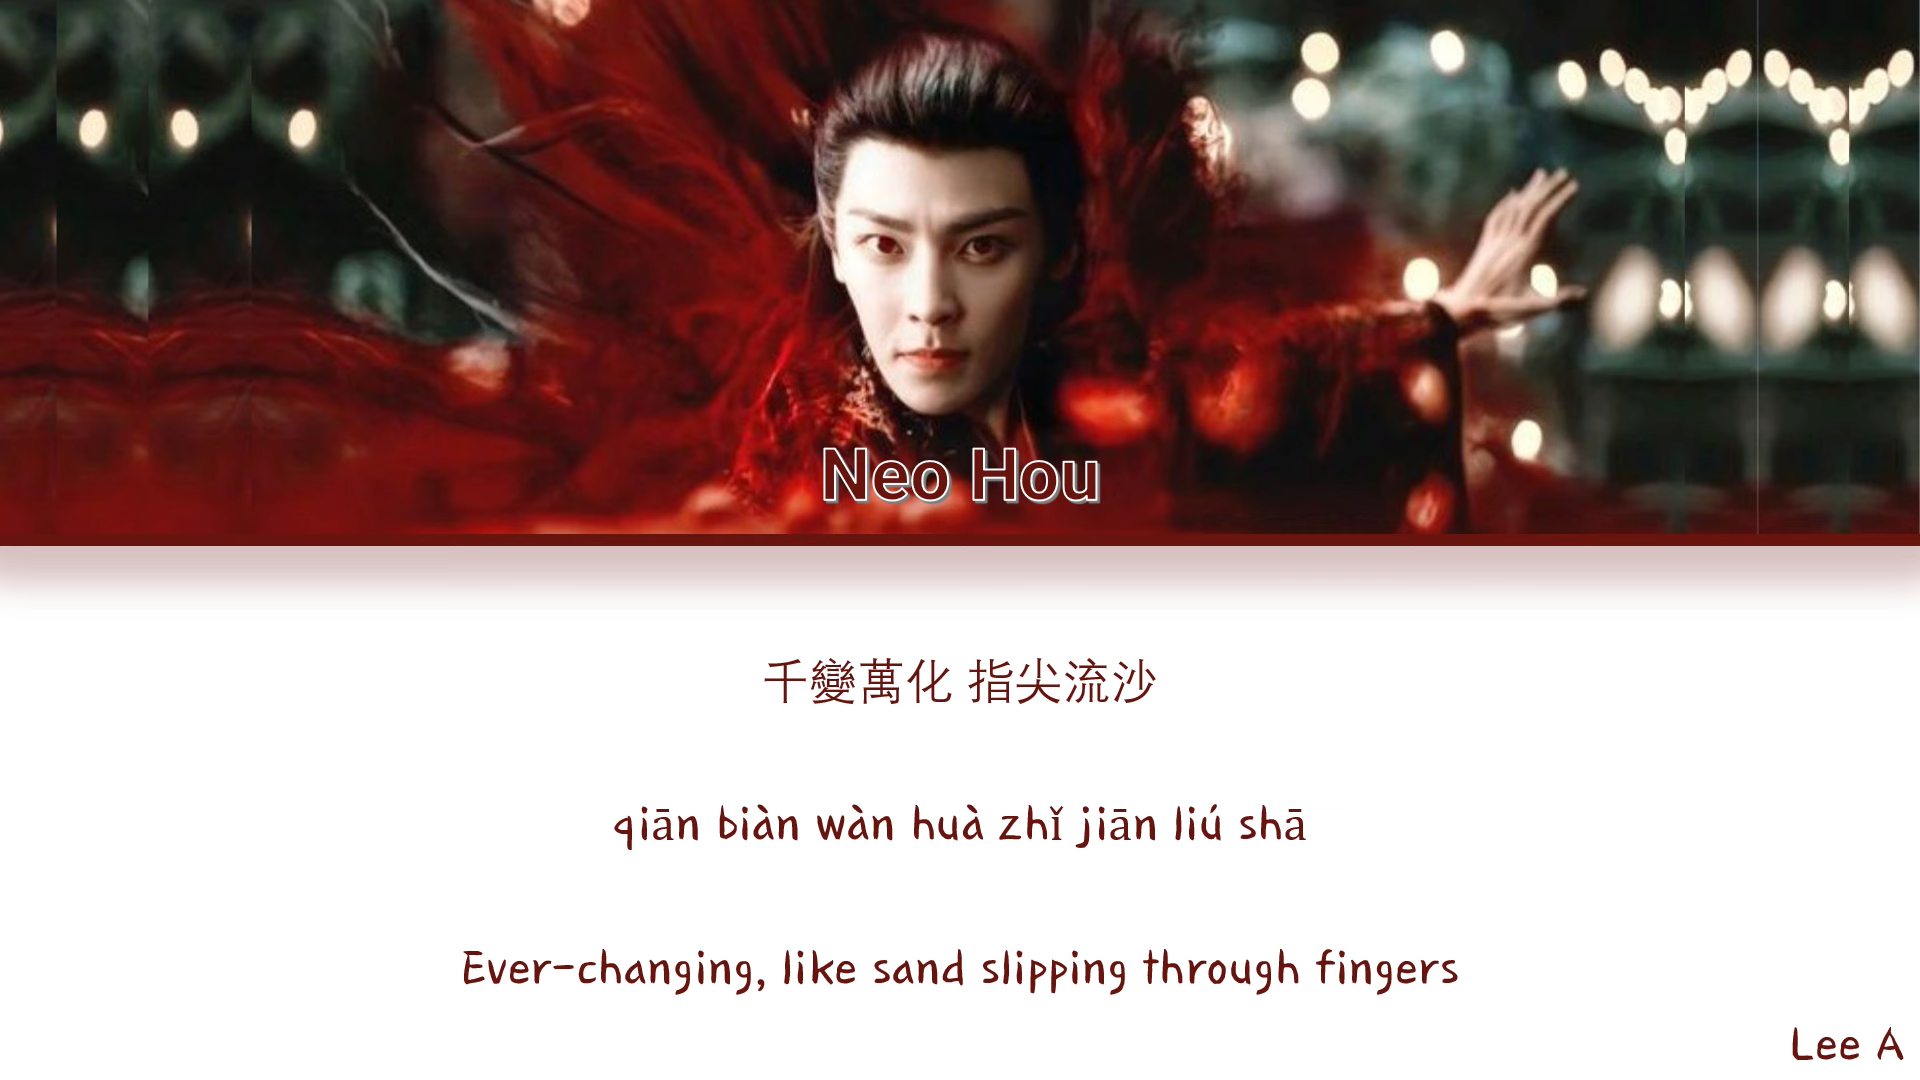 Neo Hou
千變萬化 指尖流沙
qiān biàn wàn huà zhǐ jiān liú shā
Ever-changing, like sand slipping through fingers
Lee A